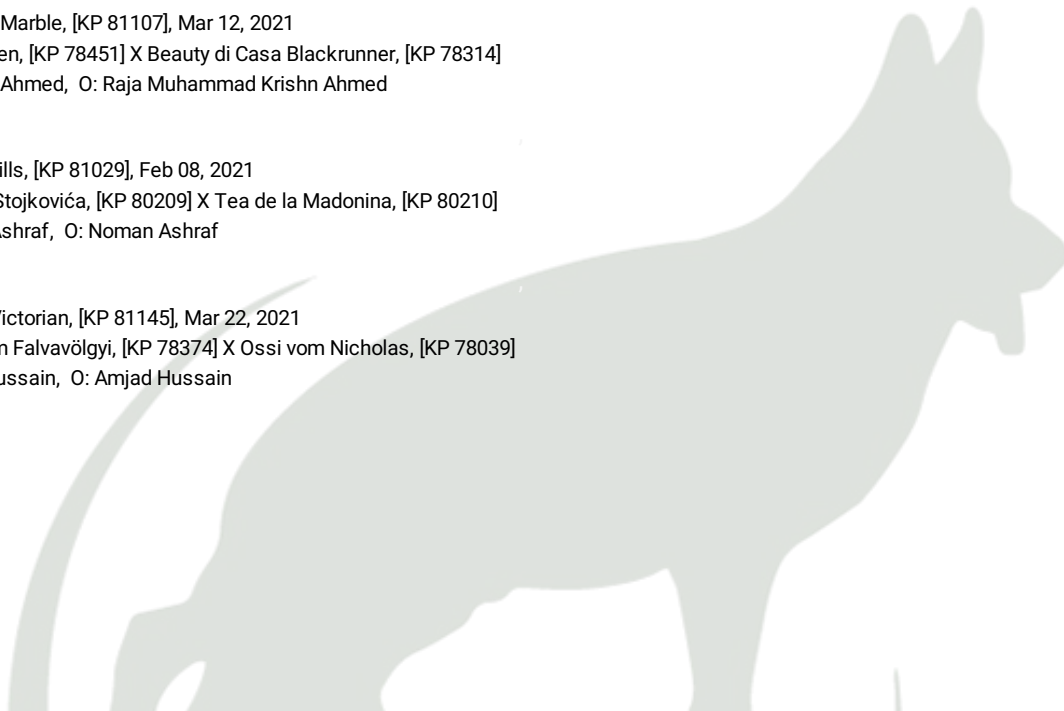 Marble, [KP 81107], Mar 12, 2021
en, [KP 78451] X Beauty di Casa Blackrunner, [KP 78314]
Ahmed, O: Raja Muhammad Krishn Ahmed
ills, [KP 81029], Feb 08, 2021
Stojkovića, [KP 80209] X Tea de la Madonina, [KP 80210]
Ashraf, O: Noman Ashraf
Victorian, [KP 81145], Mar 22, 2021
n Falvavölgyi, [KP 78374] X Ossi vom Nicholas, [KP 78039]
ussain, O: Amjad Hussain